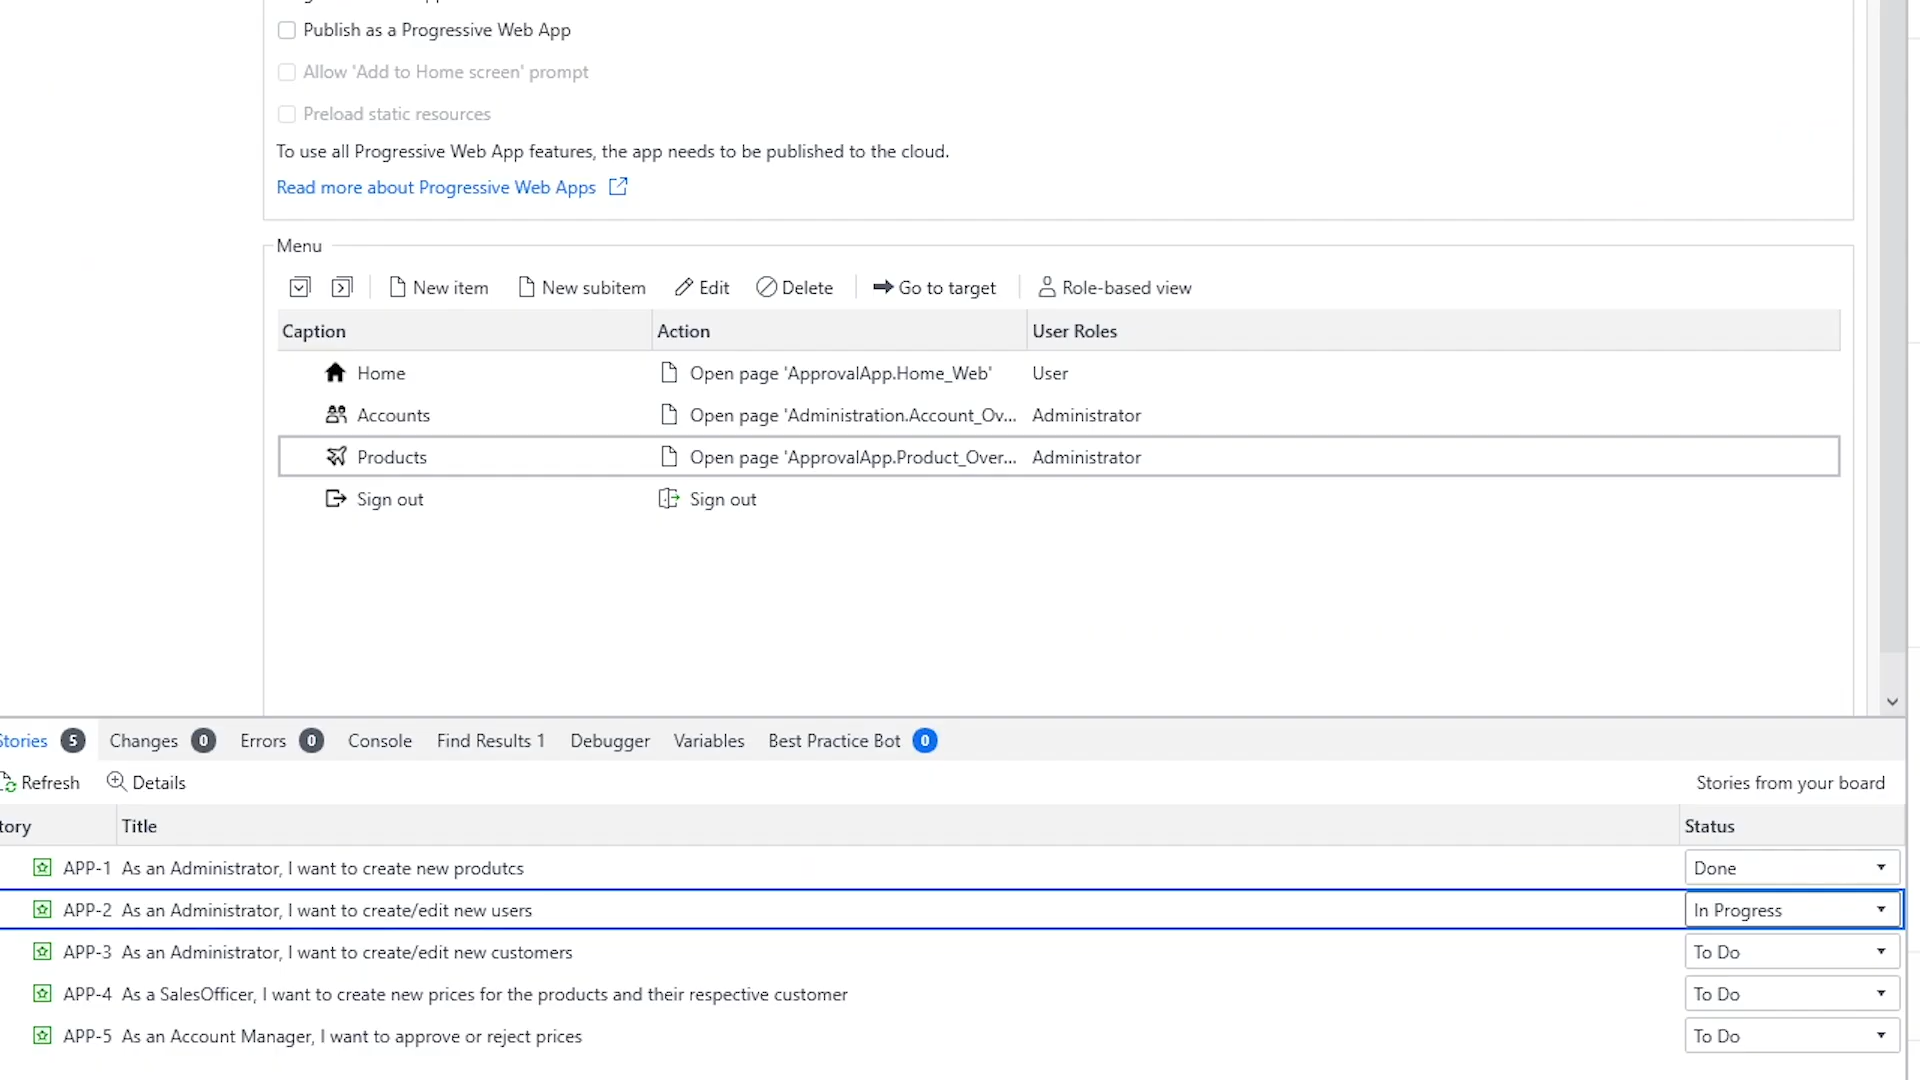 Publish as a Progressive Web App
Allow 'Add to Home screen' prompt
Preload static resources
To use all Progressive Web App features, the app needs to be published to the cloud.
Read more about Progressive Web Apps
Menu
New item New subitem Edit Delete Go to target Role-based view
Caption Action User Roles
Home Open page 'ApprovalApp.Home_Web' User
Accounts Open page 'Administration.Account_Ov... Administrator
Products Open page 'ApprovalApp.Product_Over... Administrator
Sign out Sign out
Stories 5 Changes 0 Errors 0 Console Find Results 1 Debugger Variables Best Practice Bot 0
Refresh Details Stories from your board
tory Title Status
APP-1 As an Administrator, I want to create new produtcs Done
APP-2 As an Administrator, I want to create/edit new users In Progress
APP-3 As an Administrator, I want to create/edit new customers To Do
APP-4 As a SalesOfficer, I want to create new prices for the products and their respective customer To Do
APP-5 As an Account Manager, I want to approve or reject prices To Do